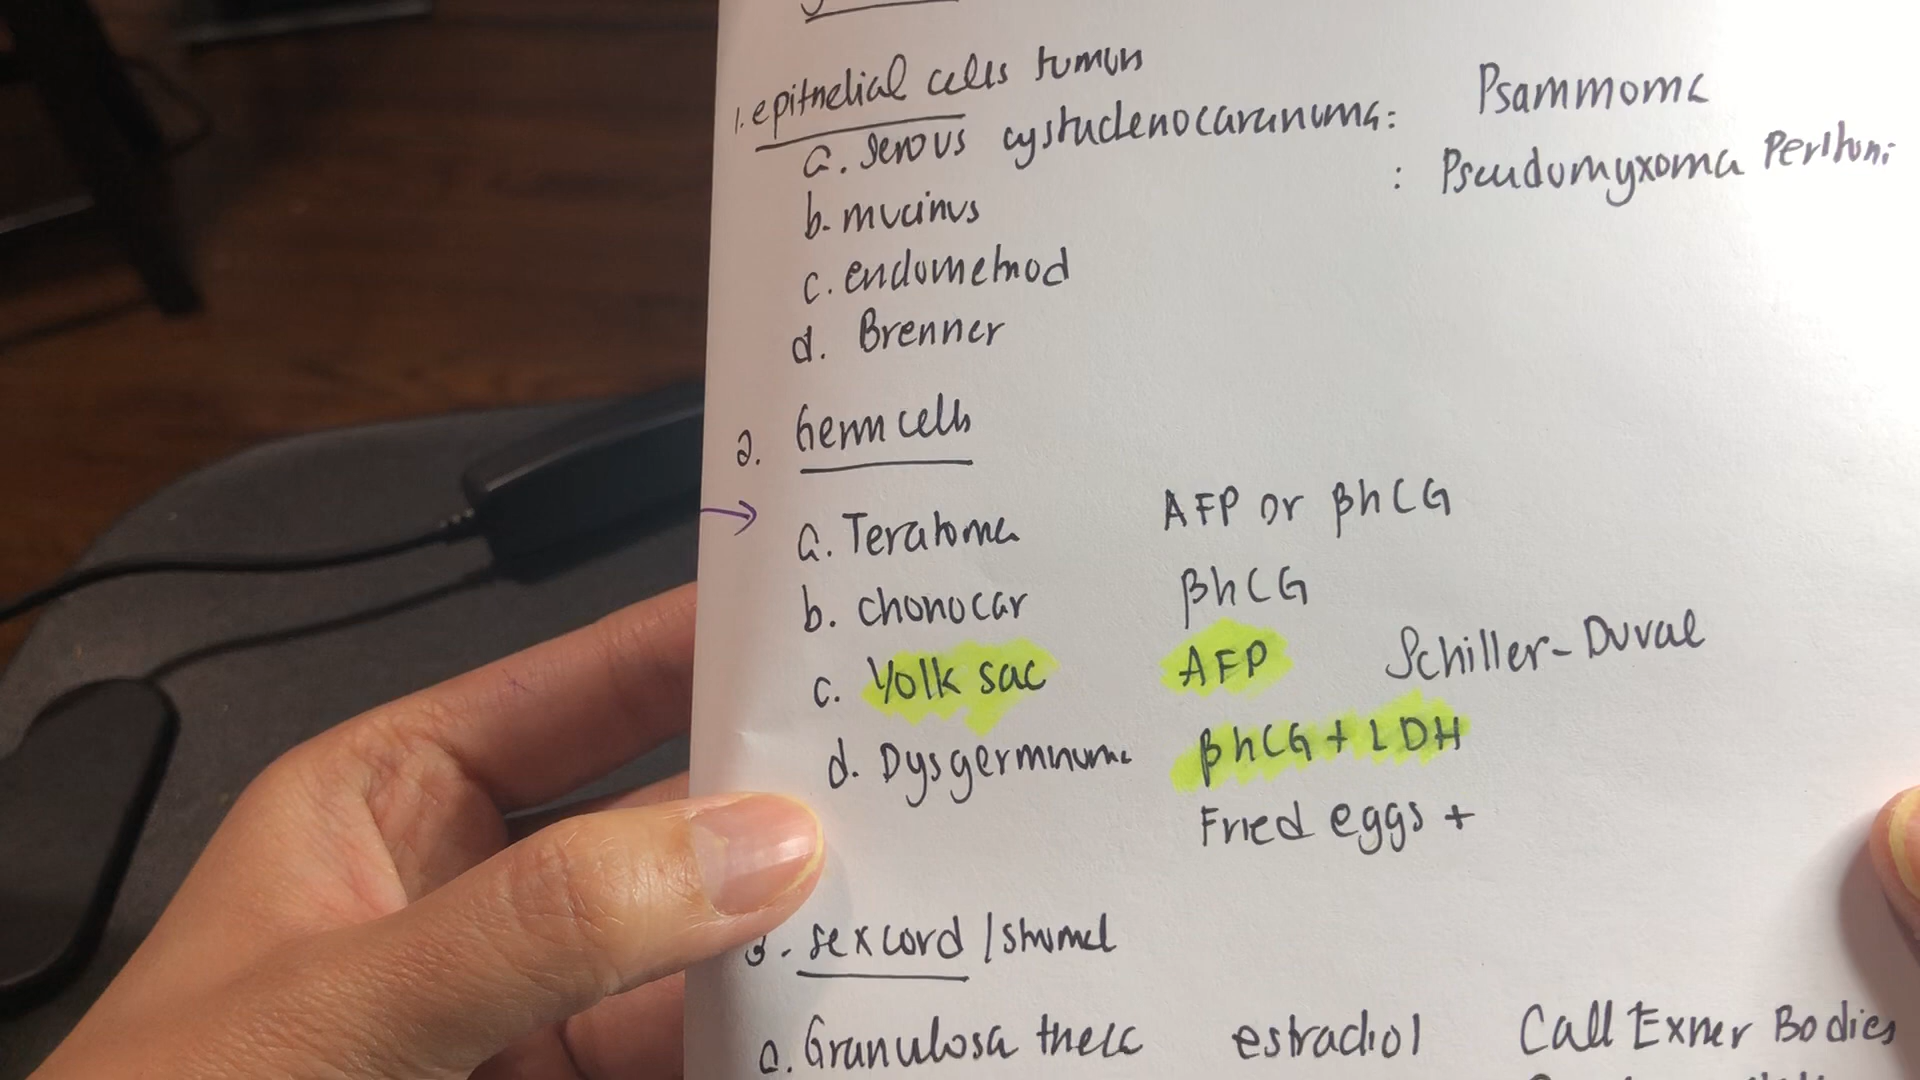 1. epithelial cells tumors
a. serous cystadenocarcinoma: Psammoma
b. mucinus : Pseudomyxoma Peritoni
c. endometriod
d. Brenner
2. Germ cells
→ a. Teratoma AFP or βhCG
b. choriocar βhCG
c. Yolk sac AFP Schiller-Duval
d. Dysgerminoma βhCG + LDH
Fried eggs +
3. sex cord / stromal
a. Granulosa theca estradiol Call Exner Bodies